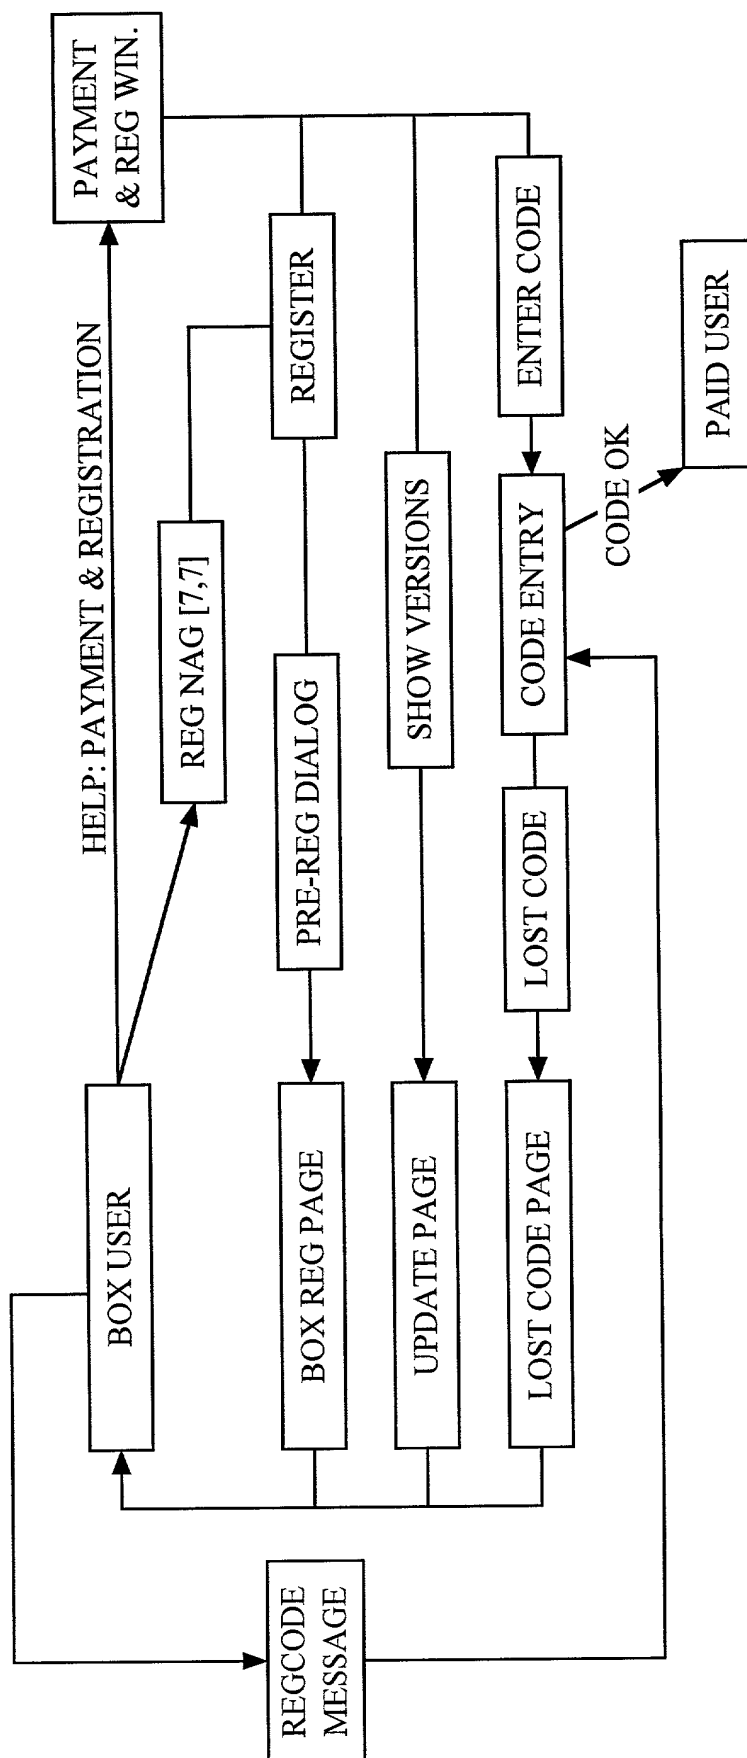 REGCODE
MESSAGE
BOX USER
HELP: PAYMENT & REGISTRATION
PAYMENT
& REG WIN.
REG NAG [7,7]
BOX REG PAGE
PRE-REG DIALOG
REGISTER
UPDATE PAGE
SHOW VERSIONS
LOST CODE PAGE
LOST CODE
CODE ENTRY
ENTER CODE
CODE OK
PAID USER